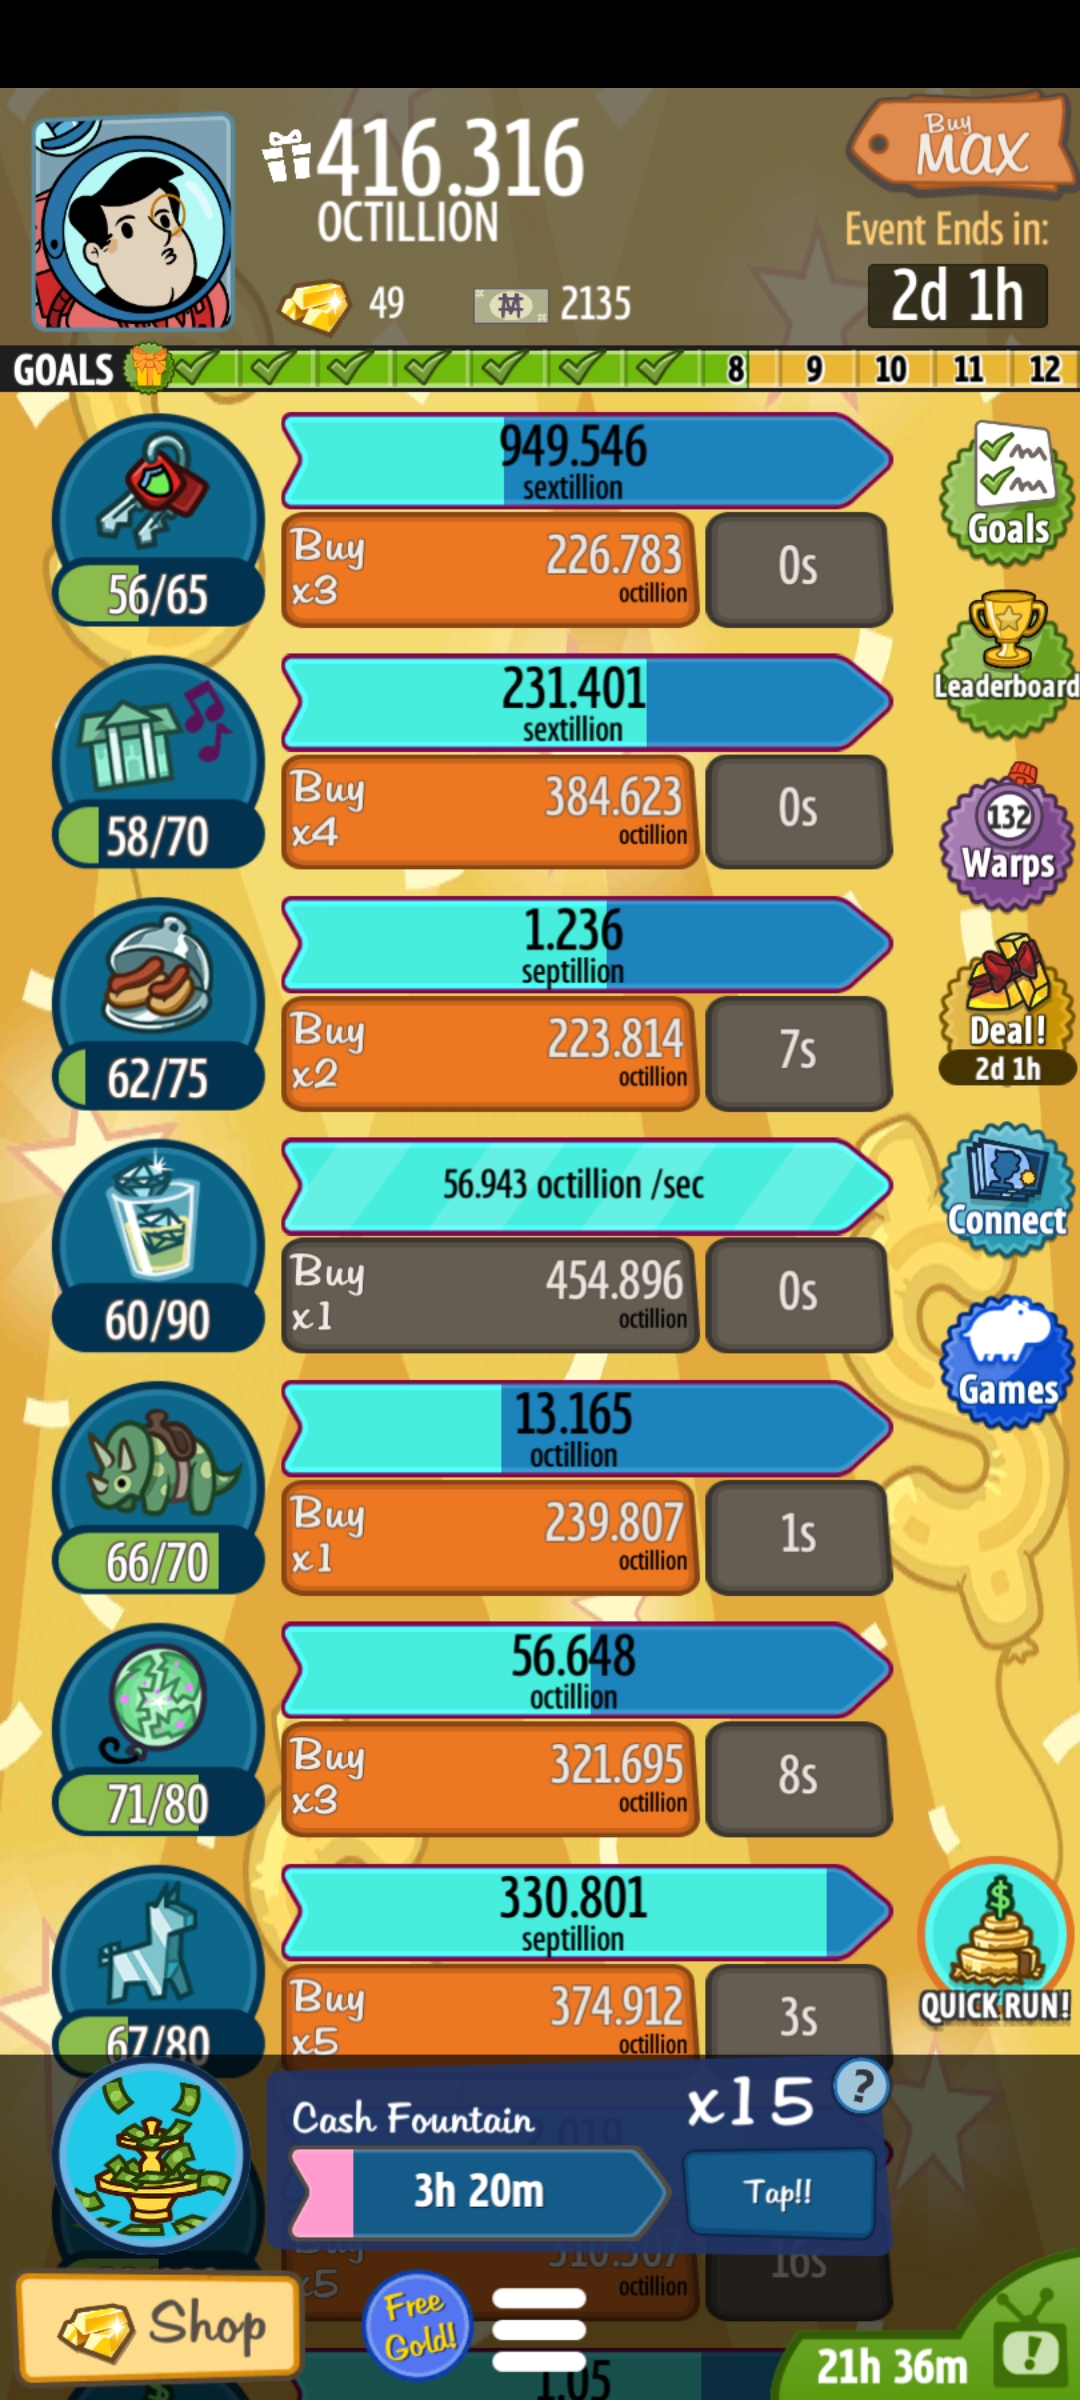 416.316
OCTILLION
Buy
MAX
Event Ends in:
2d 1h
49
2135
GOALS
8 9 10 11 12
949.546
sextillion
Buy
x3
226.783
octillion
0s
56/65
Goals
Leaderboard
231.401
sextillion
Buy
x4
384.623
octillion
0s
58/70
132
Warps
1.236
septillion
Buy
x2
223.814
octillion
7s
62/75
Deal!
2d 1h
56.943 octillion /sec
Buy
x1
454.896
octillion
0s
60/90
Connect
Games
13.165
octillion
Buy
x1
239.807
octillion
1s
66/70
56.648
octillion
Buy
x3
321.695
octillion
8s
71/80
330.801
septillion
Buy
x5
374.912
octillion
3s
67/80
QUICK RUN!
Cash Fountain
x15
?
3h 20m
Tap!!
Buy
x5
octillion
16s
Shop
Free
Gold!
21h 36m
1.05